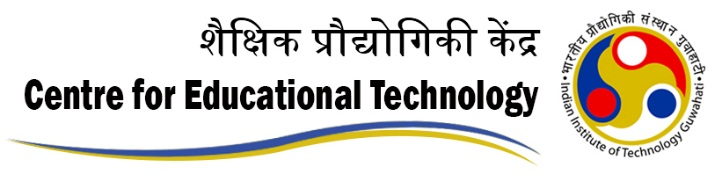 शैक्षिक प्रौद्योगिकी केंद्र
Centre for Educational Technology
भारतीय प्रौद्योगिकी संस्थान गुवाहाटी
Indian Institute of Technology Guwahati